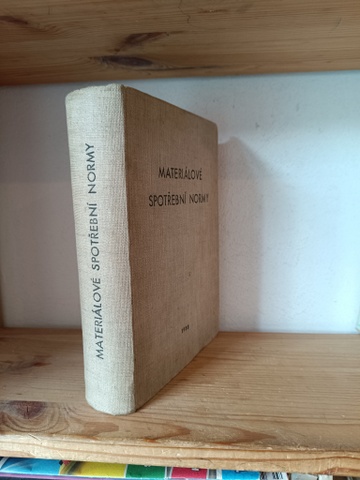 MATERIÁLOVÉ SPOTŘEBNÍ NORMY
MATERIÁLOVÉ
SPOTŘEBNÍ NORMY